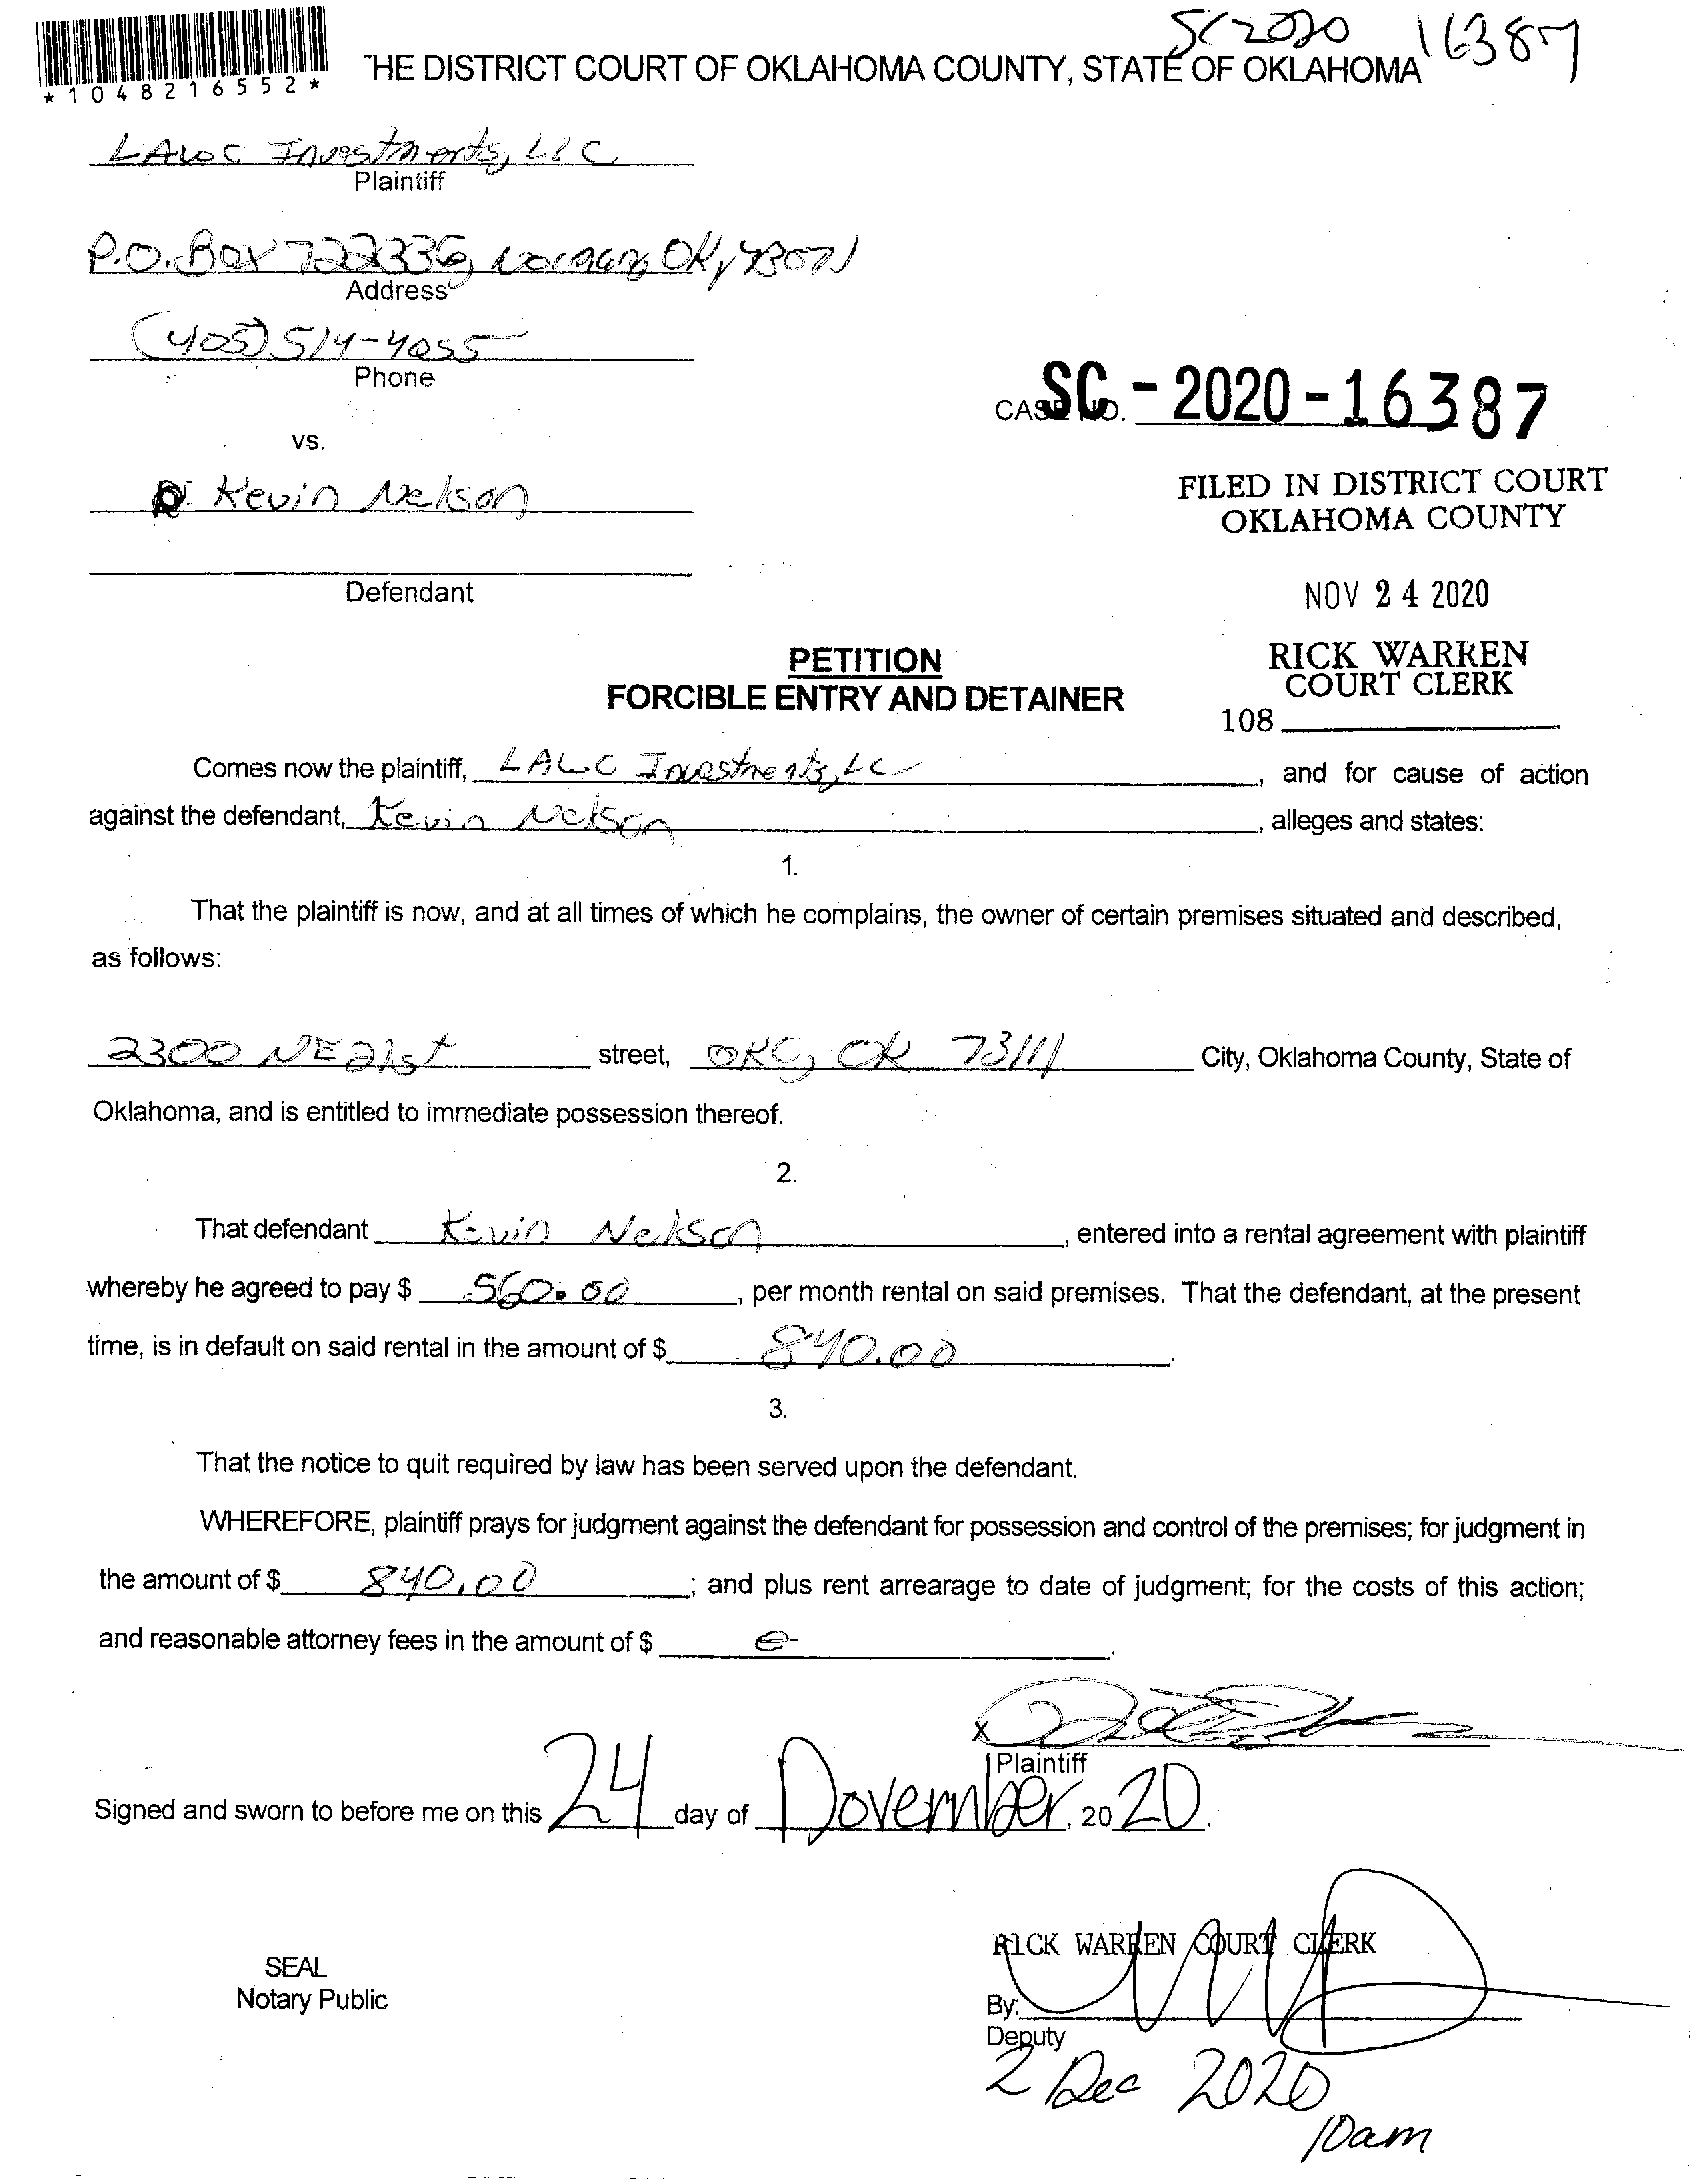 SC2020 16387
*1048216552*
THE DISTRICT COURT OF OKLAHOMA COUNTY, STATE OF OKLAHOMA
LAWC Investments, LLC
Plaintiff
P.O. Box 722336, Norman, OK, 73071
Address
(405) 514-4055
Phone
CASE NO. SC - 2020 - 16387
vs.
Kevin Nelson
FILED IN DISTRICT COURT
OKLAHOMA COUNTY
Defendant
NOV 24 2020
PETITION
RICK WARREN
COURT CLERK
FORCIBLE ENTRY AND DETAINER
108
Comes now the plaintiff, LAWC Investments, LC, and for cause of action
against the defendant, Kevin Nelson, alleges and states:
1.
That the plaintiff is now, and at all times of which he complains, the owner of certain premises situated and described,
as follows:
2300 NE 21st street, OKC, OK 73111 City, Oklahoma County, State of
Oklahoma, and is entitled to immediate possession thereof.
2.
That defendant Kevin Nelson, entered into a rental agreement with plaintiff
whereby he agreed to pay $ 560.00, per month rental on said premises. That the defendant, at the present
time, is in default on said rental in the amount of $ 840.00.
3.
That the notice to quit required by law has been served upon the defendant.
WHEREFORE, plaintiff prays for judgment against the defendant for possession and control of the premises; for judgment in
the amount of $ 840.00; and plus rent arrearage to date of judgment; for the costs of this action;
and reasonable attorney fees in the amount of $
x
Plaintiff
Signed and sworn to before me on this 24 day of November, 2020.
RICK WARREN COURT CLERK
SEAL
Notary Public
By:
Deputy
2 Dec 2020
10am